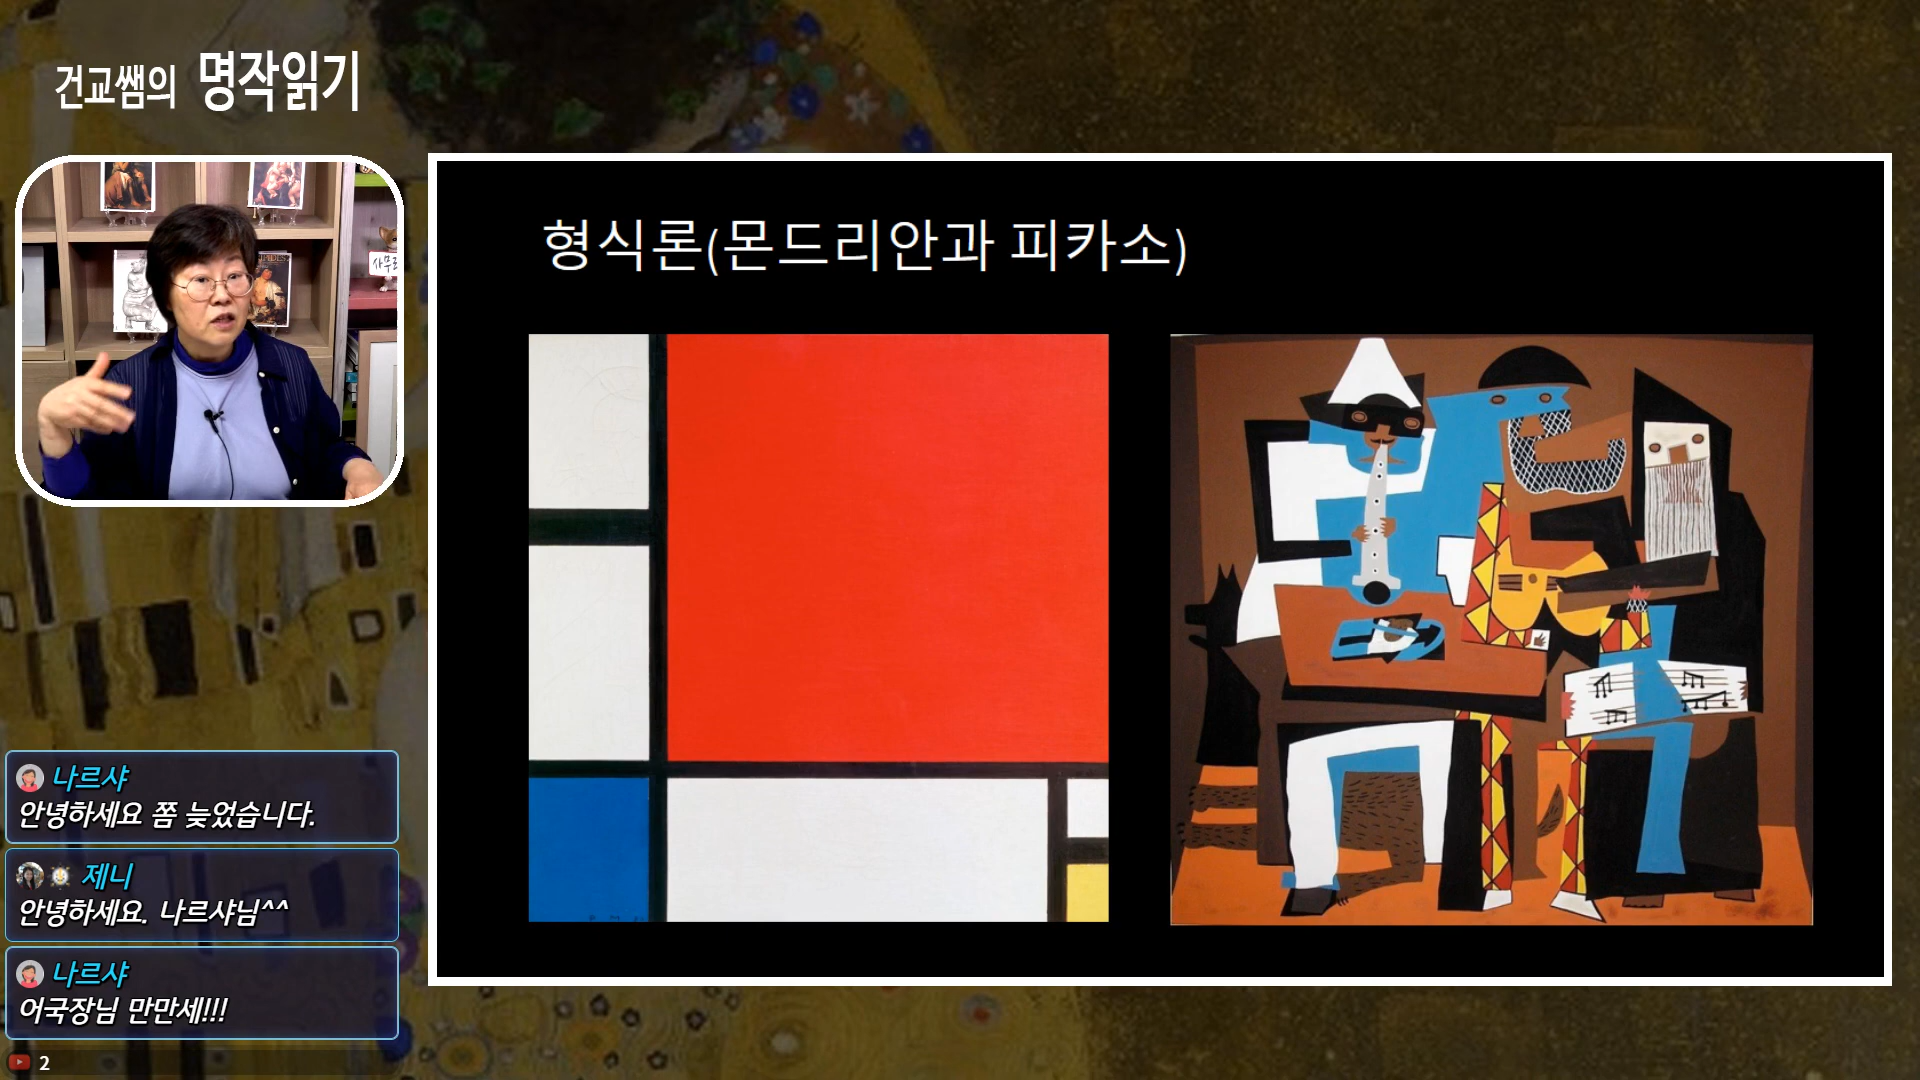 건교쌤의 명작읽기
형식론(몬드리안과 피카소)
나르샤
안녕하세요 쫌 늦었습니다.
제니
안녕하세요. 나르샤님^^
나르샤
어국장님 만만세!!!
2